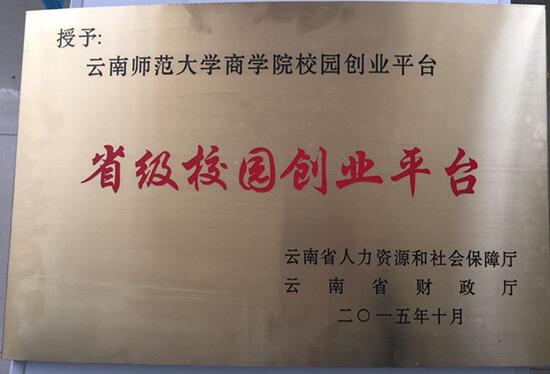 授予:
云南师范大学商学院校园创业平台
省级校园创业平台
云南省人力资源和社会保障厅
云南省财政厅
二〇一五年十月